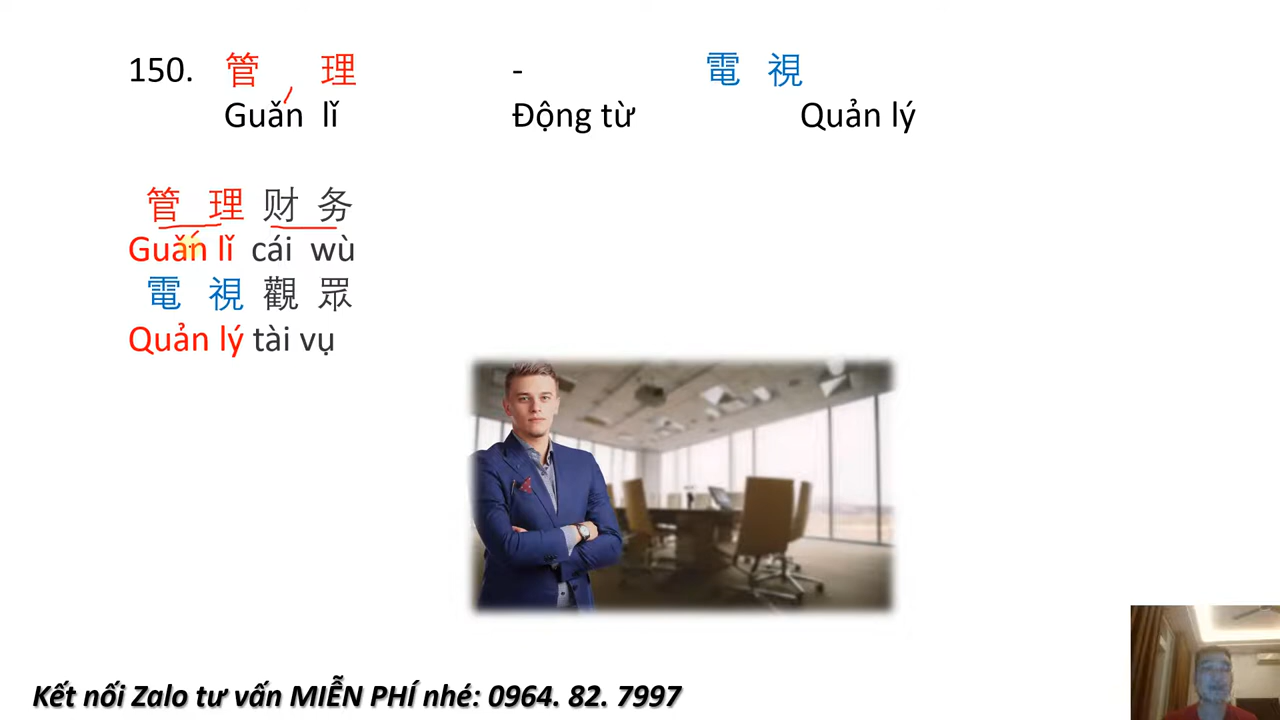 150. 管 理 - 電 視
Guǎn lǐ Động từ Quản lý
管 理 财 务
Guǎn lǐ cái wù
電 視 觀 眾
Quản lý tài vụ
Kết nối Zalo tư vấn MIỄN PHÍ nhé: 0964. 82. 7997